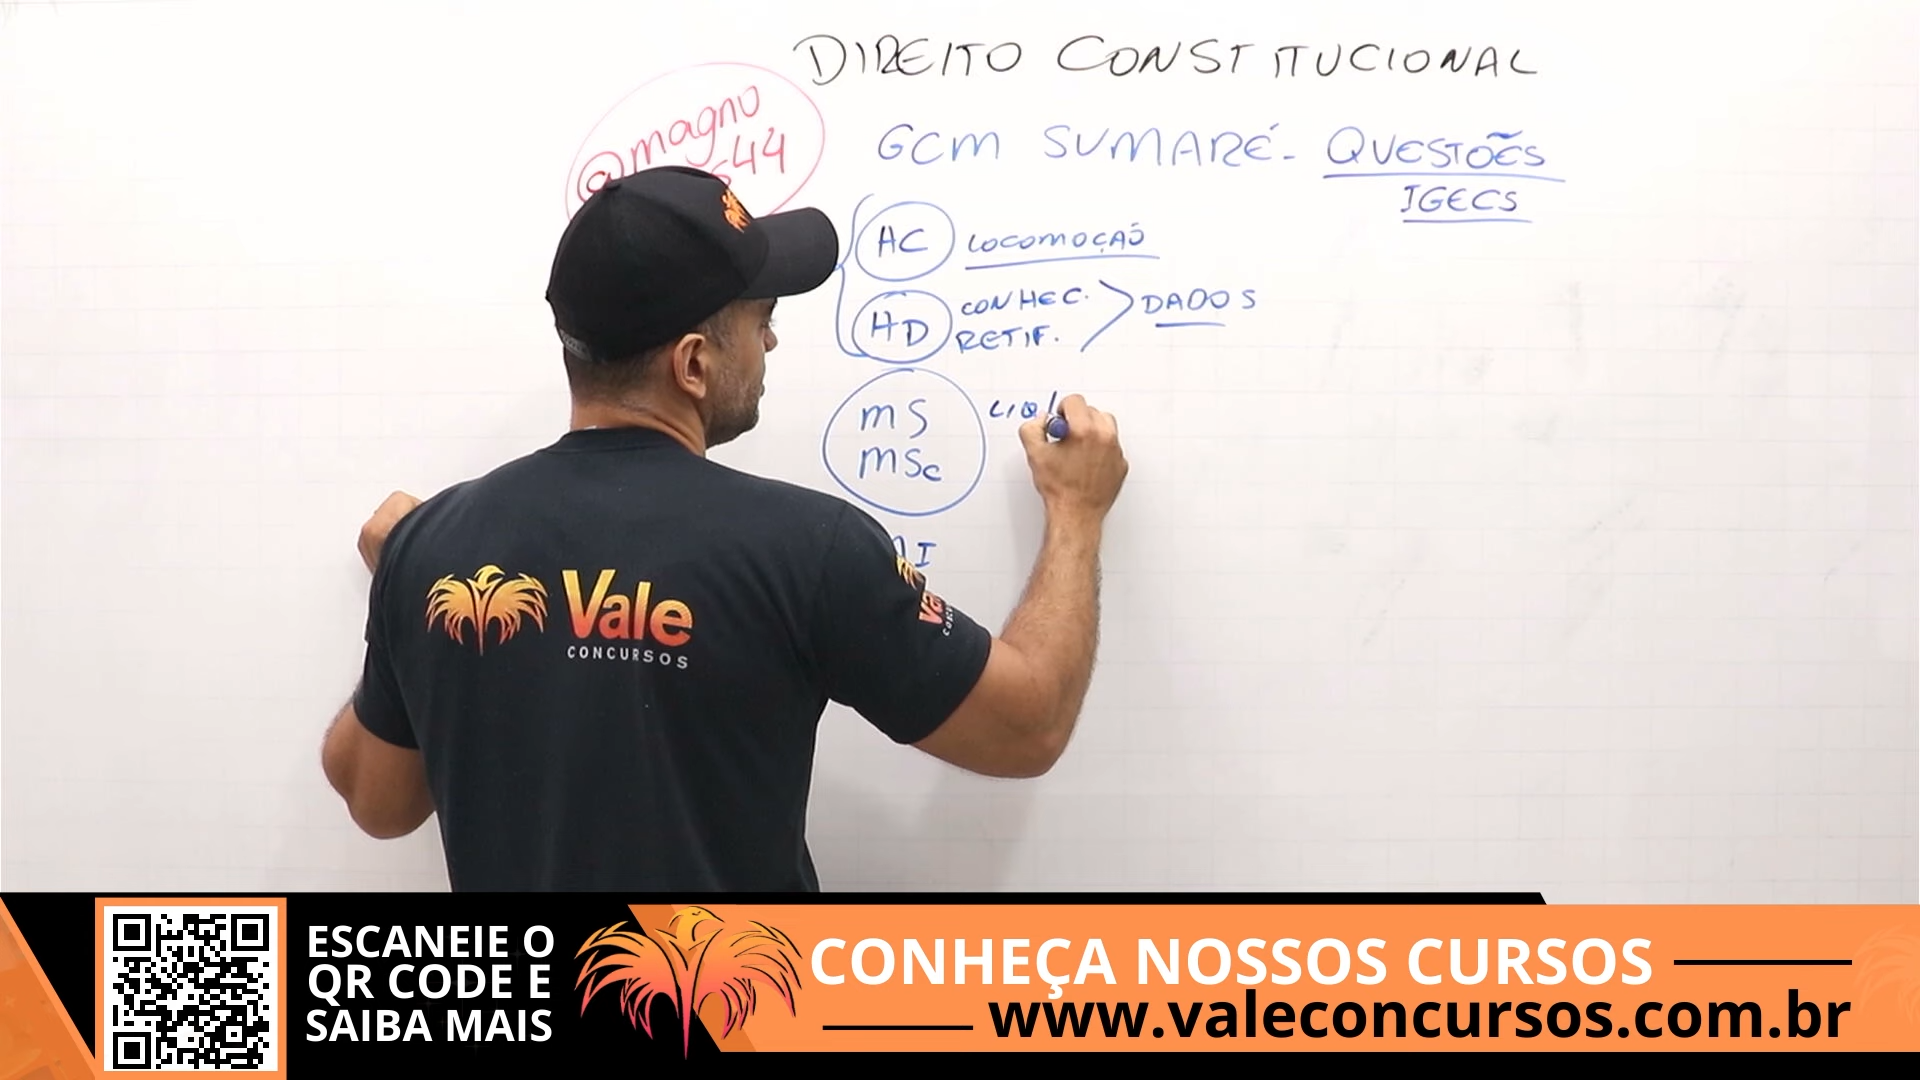 DIREITO CONSTITUCIONAL
@magno
44
GCM SUMARÉ - QUESTÕES
IGECS
HC LOCOMOÇÃO
HD CONHEC. RETIF. > DADOS
MS
MSC
I
Vale
CONCURSOS
ESCANEIE O
QR CODE E
SAIBA MAIS
CONHEÇA NOSSOS CURSOS
www.valeconcursos.com.br